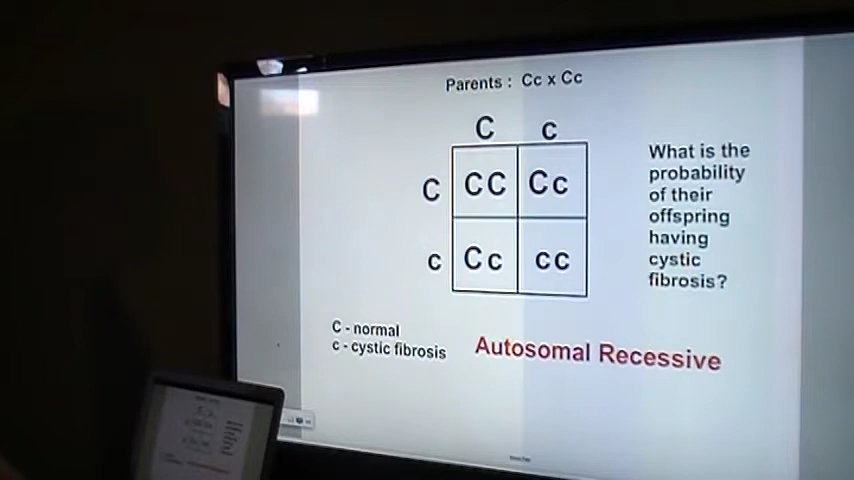 Parents : Cc x Cc
C c
C CC Cc
c Cc cc
What is the
probability
of their
offspring
having
cystic
fibrosis?
C - normal
c - cystic fibrosis
Autosomal Recessive